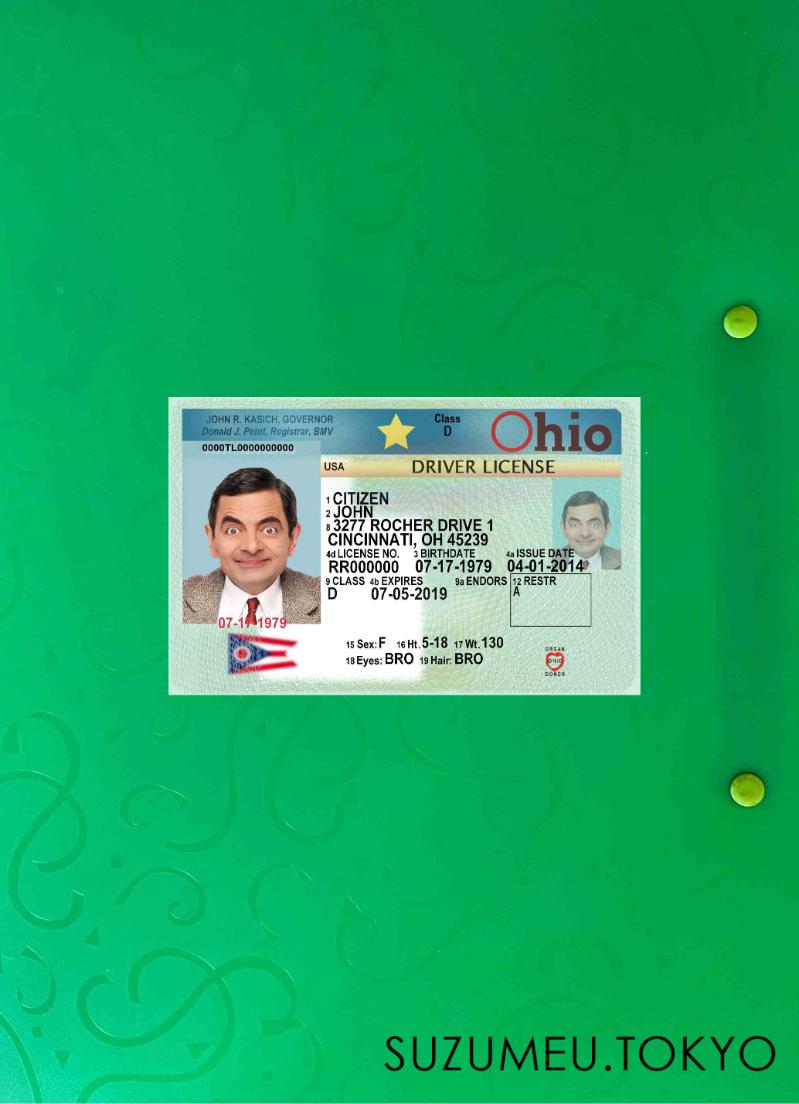 JOHN R. KASICH, GOVERNOR
Donald J. Petot, Registrar, BMV
0000TL0000000000
Class
D
Ohio
USA
DRIVER LICENSE
1 CITIZEN
2 JOHN
8 3277 ROCHER DRIVE 1
CINCINNATI, OH 45239
4d LICENSE NO. 3 BIRTHDATE 4a ISSUE DATE
RR000000 07-17-1979 04-01-2014
9 CLASS 4b EXPIRES 9a ENDORS 12 RESTR
D 07-05-2019 A
07-17-1979
15 Sex: F 16 Ht. 5-18 17 Wt. 130
18 Eyes: BRO 19 Hair: BRO
ORGAN
OHIO
DONOR
SUZUMEU.TOKYO